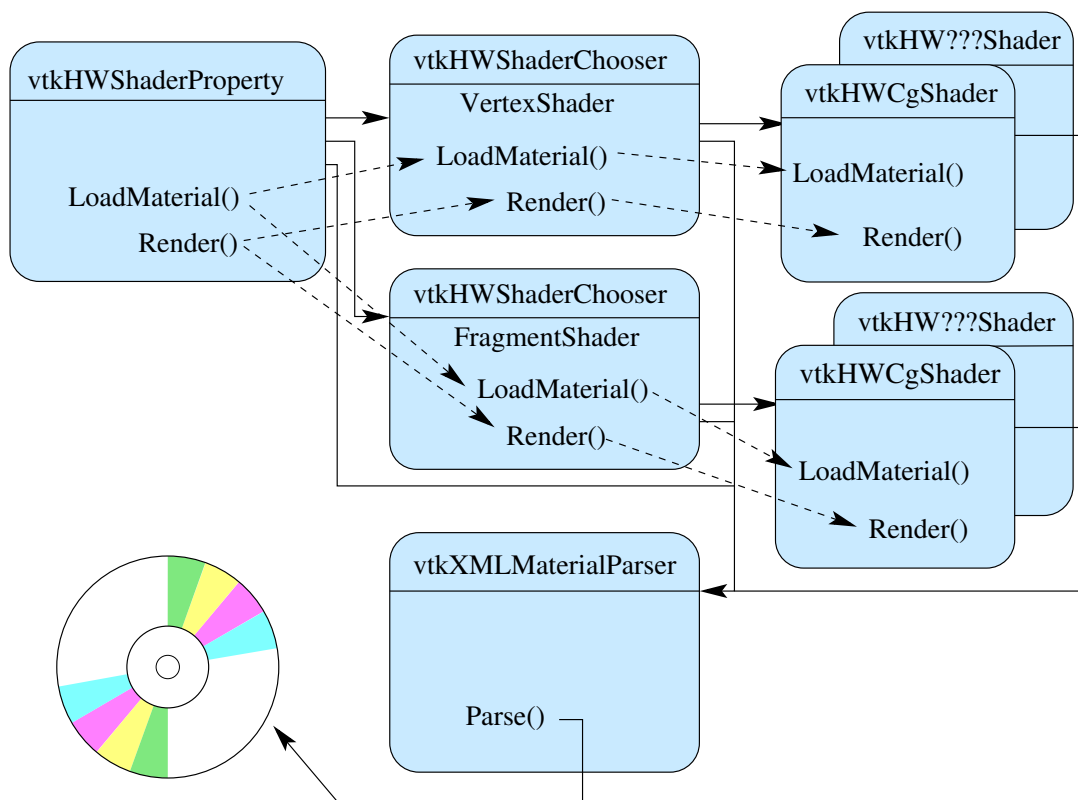 vtkHWShaderProperty
LoadMaterial()
Render()
vtkHWShaderChooser
VertexShader
LoadMaterial()
Render()
vtkHW???Shader
vtkHWCgShader
LoadMaterial()
Render()
vtkHWShaderChooser
FragmentShader
LoadMaterial()
Render()
vtkHW???Shader
vtkHWCgShader
LoadMaterial()
Render()
vtkXMLMaterialParser
Parse()